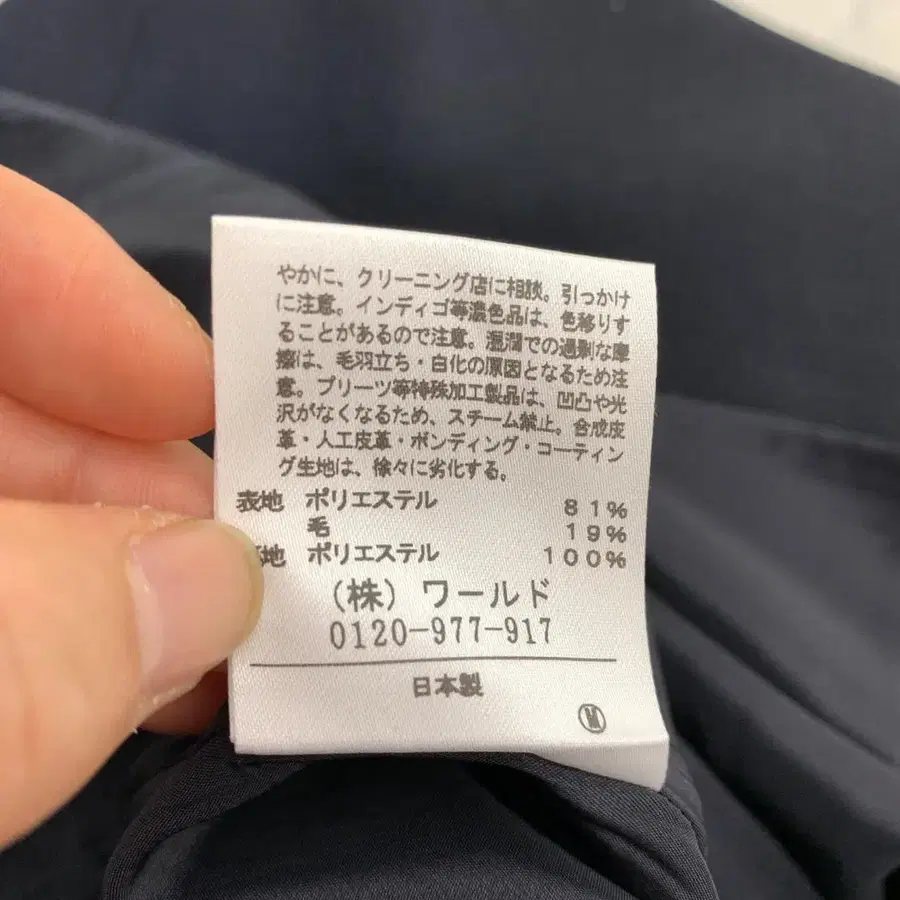 やかに、クリーニング店に相談。引っかけ
に注意。インディゴ等濃色品は、色移りす
ることがあるので注意。湿潤での過剰な摩
擦は、毛羽立ち・白化の原因となるため注
意。プリーツ等特殊加工製品は、凹凸や光
沢がなくなるため、スチーム禁止。合成皮
革・人工皮革・ボンディング・コーティン
グ生地は、徐々に劣化する。
表地 ポリエステル 81%
毛 19%
地 ポリエステル 100%
(株) ワールド
0120-977-917
日本製
Ⓜ